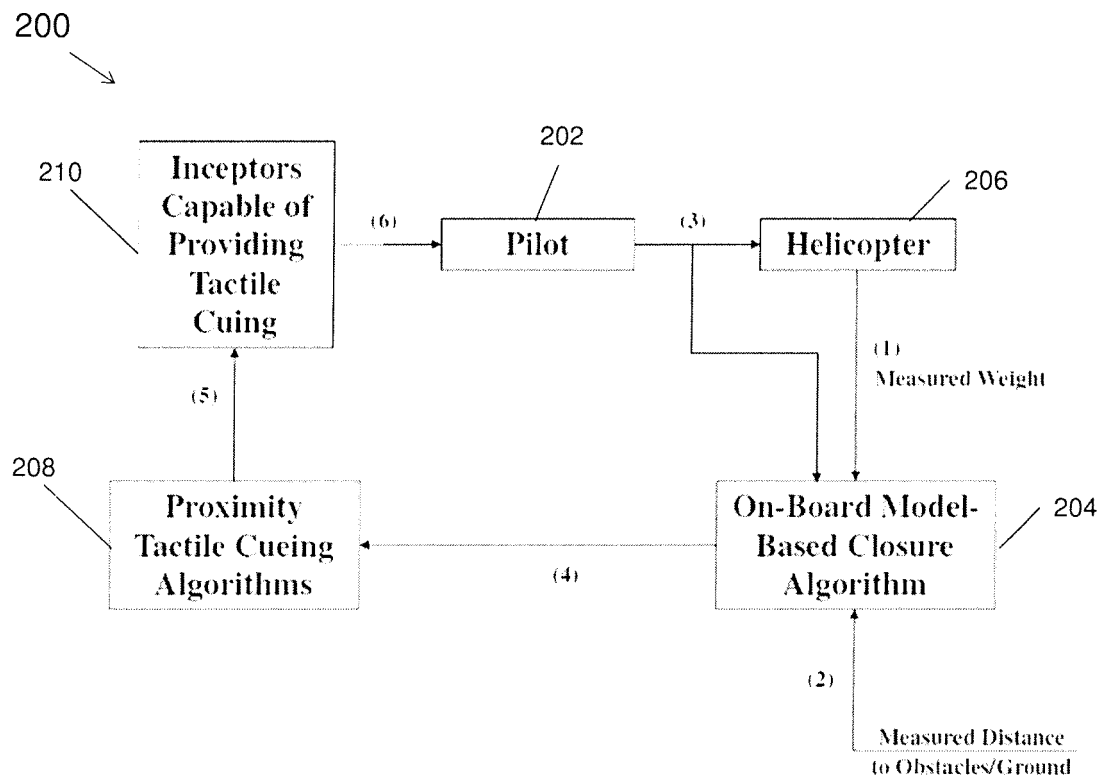 200
202
206
210
Inceptors
Capable of
Providing
Tactile
Cuing
(6)
Pilot
(3)
Helicopter
(1)
Measured Weight
(5)
208
Proximity
Tactile Cueing
Algorithms
(4)
On-Board Model-
Based Closure
Algorithm
204
(2)
Measured Distance
to Obstacles/Ground